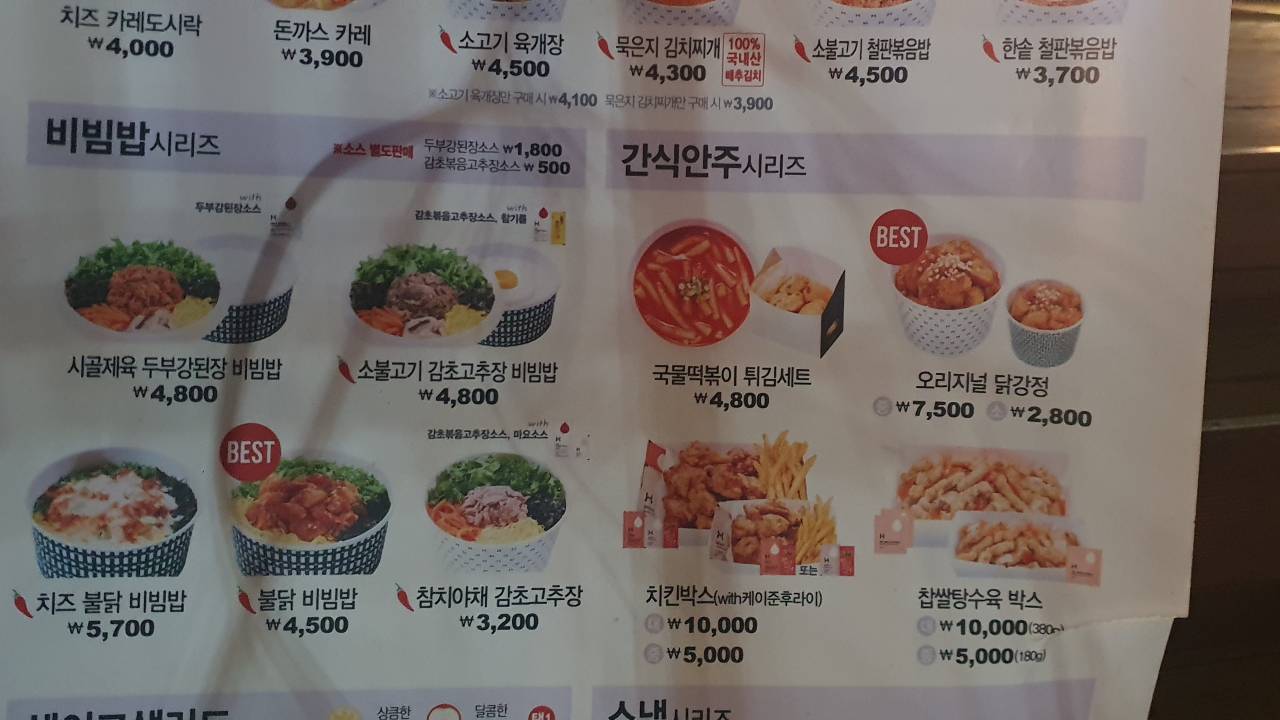 치즈 카레도시락
₩4,000
돈까스 카레
₩3,900
소고기 육개장
₩4,500
묵은지 김치찌개
₩4,300
100%
국내산
배추김치
소불고기 철판볶음밥
₩4,500
한솥 철판볶음밥
₩3,700
※소고기 육개장만 구매 시 ₩4,100 묵은지 김치찌개만 구매 시 ₩3,900
비빔밥시리즈
※소스 별도판매
두부강된장소스 ₩1,800
감초볶음고추장소스 ₩ 500
with
두부강된장소스
with
감초볶음고추장소스, 참기름
시골제육 두부강된장 비빔밥
₩4,800
소불고기 감초고추장 비빔밥
₩4,800
BEST
with
감초볶음고추장소스, 마요소스
치즈 불닭 비빔밥
₩5,700
불닭 비빔밥
₩4,500
참치야채 감초고추장
₩3,200
간식안주시리즈
BEST
국물떡볶이 튀김세트
₩4,800
오리지널 닭강정
중 ₩7,500 소 ₩2,800
또는
치킨박스(with케이준후라이)
대 ₩10,000
중 ₩5,000
찹쌀탕수육 박스
대 ₩10,000(380g)
중 ₩5,000(180g)
상큼한
달콤한
택1
스낵시리즈